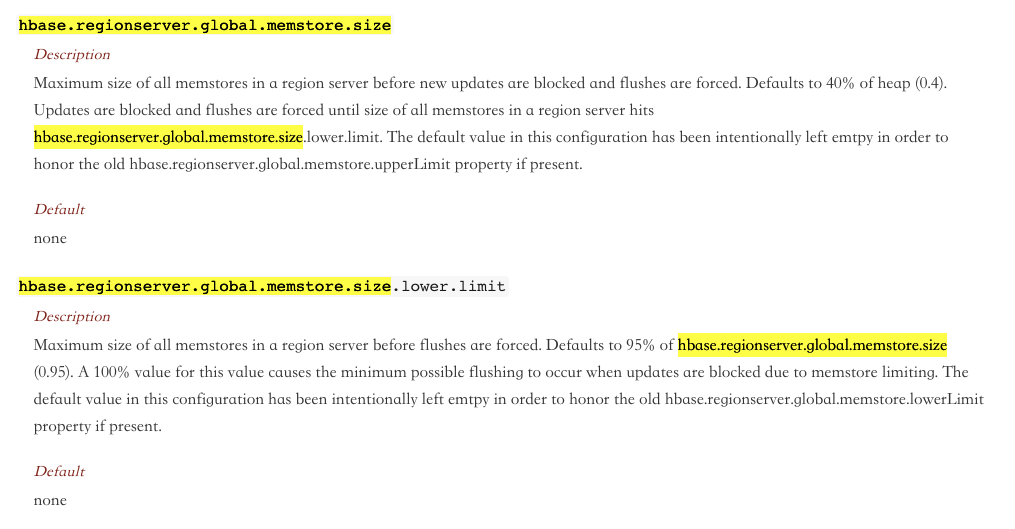 hbase.regionserver.global.memstore.size
Description
Maximum size of all memstores in a region server before new updates are blocked and flushes are forced. Defaults to 40% of heap (0.4).
Updates are blocked and flushes are forced until size of all memstores in a region server hits
hbase.regionserver.global.memstore.size.lower.limit. The default value in this configuration has been intentionally left emtpy in order to
honor the old hbase.regionserver.global.memstore.upperLimit property if present.
Default
none
hbase.regionserver.global.memstore.size.lower.limit
Description
Maximum size of all memstores in a region server before flushes are forced. Defaults to 95% of hbase.regionserver.global.memstore.size
(0.95). A 100% value for this value causes the minimum possible flushing to occur when updates are blocked due to memstore limiting. The
default value in this configuration has been intentionally left emtpy in order to honor the old hbase.regionserver.global.memstore.lowerLimit
property if present.
Default
none